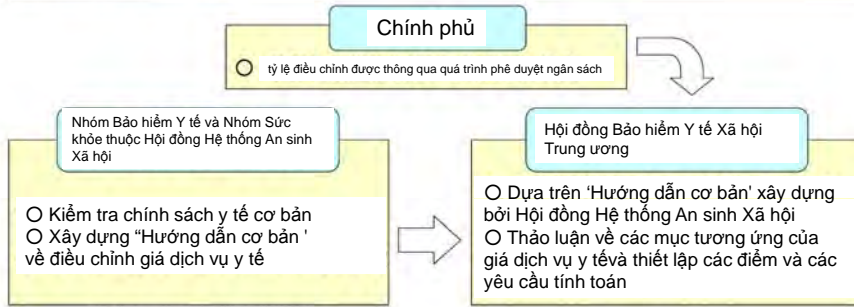 Chính phủ
O tỷ lệ điều chỉnh được thông qua quá trình phê duyệt ngân sách
Nhóm Bảo hiểm Y tế và Nhóm Sức
khỏe thuộc Hội đồng Hệ thống An sinh
Xã hội
O Kiểm tra chính sách y tế cơ bản
O Xây dựng “Hướng dẫn cơ bản '
về điều chỉnh giá dịch vụ y tế
Hội đồng Bảo hiểm Y tế Xã hội
Trung ương
O Dựa trên ‘Hướng dẫn cơ bản' xây dựng
bởi Hội đồng Hệ thống An sinh Xã hội
O Thảo luận về các mục tương ứng của
giá dịch vụ y tếvà thiết lập các điểm và các
yêu cầu tính toán